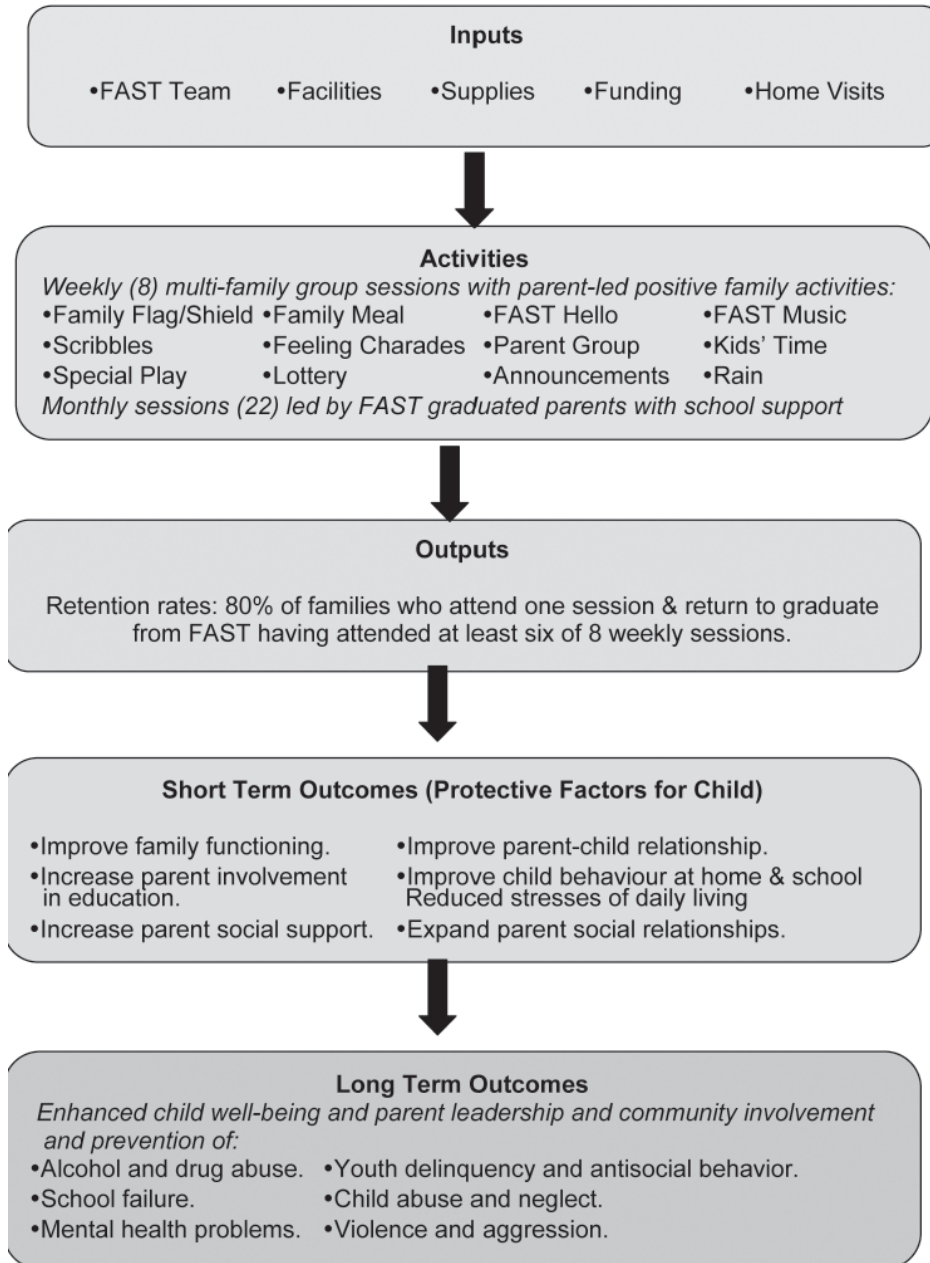 Inputs
•FAST Team •Facilities •Supplies •Funding •Home Visits
Activities
Weekly (8) multi-family group sessions with parent-led positive family activities:
•Family Flag/Shield •Family Meal •FAST Hello •FAST Music
•Scribbles •Feeling Charades •Parent Group •Kids' Time
•Special Play •Lottery •Announcements •Rain
Monthly sessions (22) led by FAST graduated parents with school support
Outputs
Retention rates: 80% of families who attend one session & return to graduate
from FAST having attended at least six of 8 weekly sessions.
Short Term Outcomes (Protective Factors for Child)
•Improve family functioning. •Improve parent-child relationship.
•Increase parent involvement •Improve child behaviour at home & school
in education. Reduced stresses of daily living
•Increase parent social support. •Expand parent social relationships.
Long Term Outcomes
Enhanced child well-being and parent leadership and community involvement
and prevention of:
•Alcohol and drug abuse. •Youth delinquency and antisocial behavior.
•School failure. •Child abuse and neglect.
•Mental health problems. •Violence and aggression.